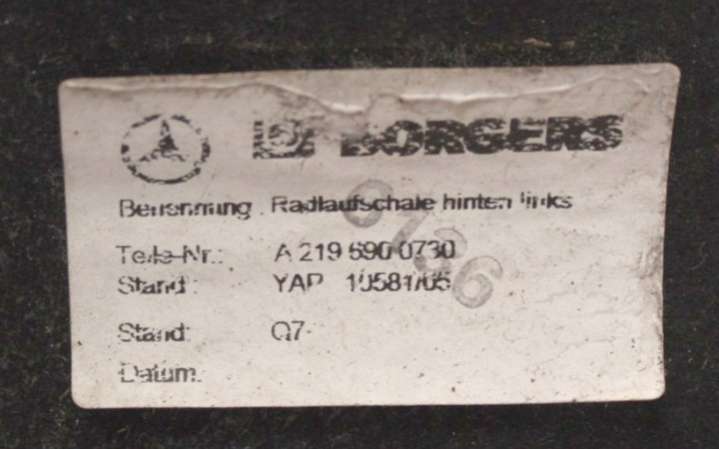 BORGERS
Benennung : Radlaufschale hinten links
Teile-Nr.: A 219 690 0730
Stand: YAP 10581/05
Stand: Q7
Datum: